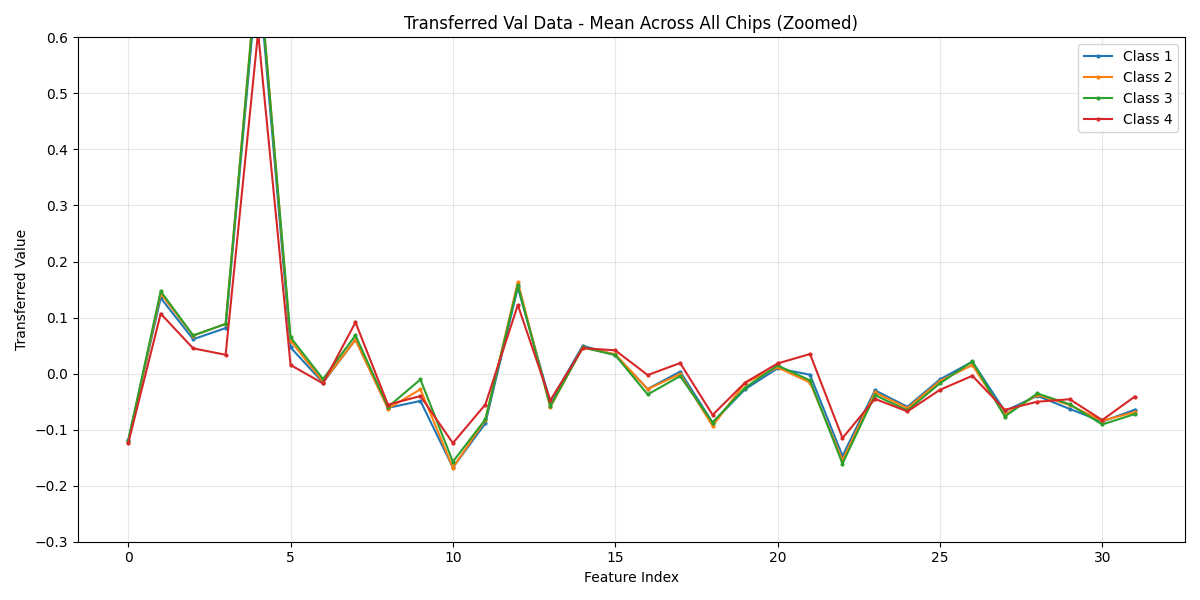 Transferred Val Data - Mean Across All Chips (Zoomed)
0.6
0.5
0.4
0.3
0.2
0.1
0.0
−0.1
−0.2
−0.3
Transferred Value
Class 1
Class 2
Class 3
Class 4
0 5 10 15 20 25 30
Feature Index